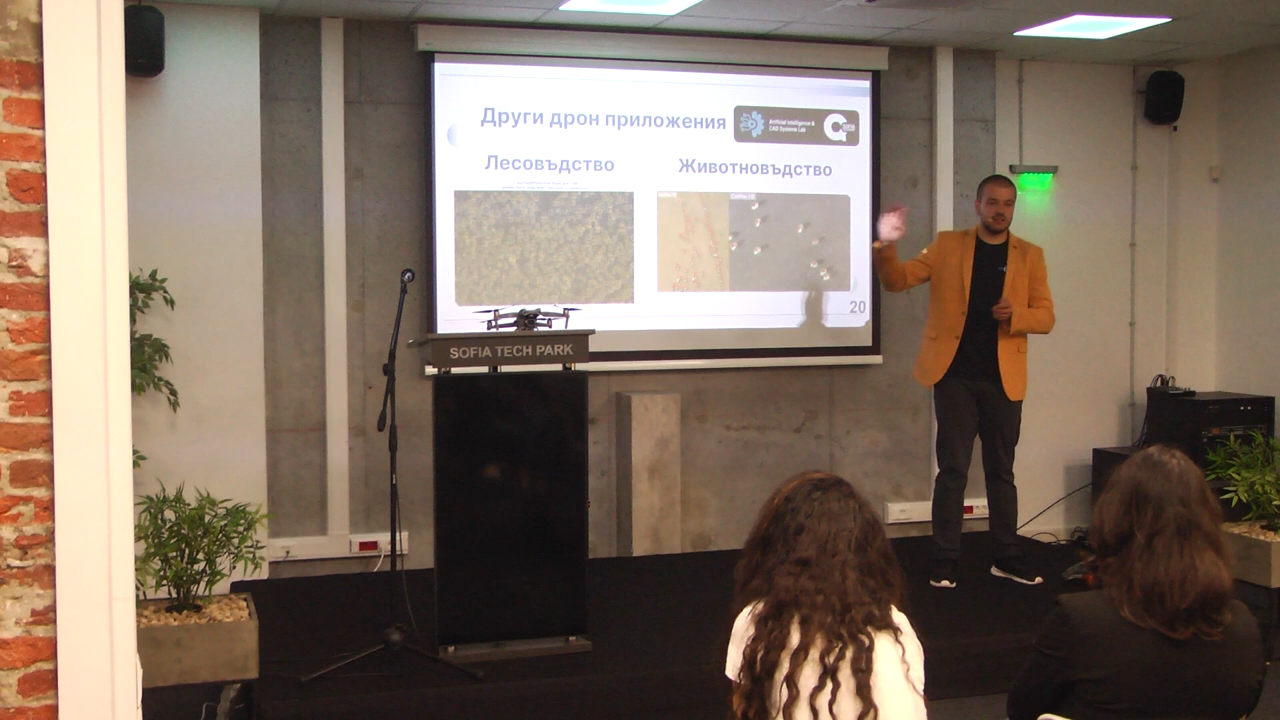 Други дрон приложения
Artificial Intelligence &
CAD Systems Lab
Лесовъдство
Животновъдство
20
SOFIA TECH PARK